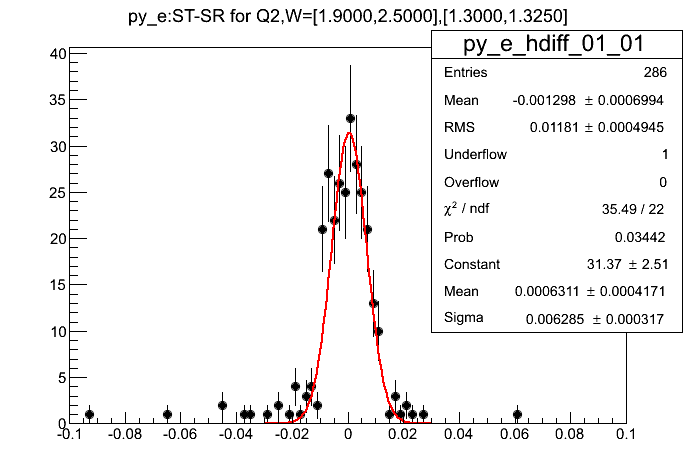 py_e:ST-SR for Q2,W=[1.9000,2.5000],[1.3000,1.3250]
py_e_hdiff_01_01
Entries 286
Mean -0.001298 ± 0.0006994
RMS 0.01181 ± 0.0004945
Underflow 1
Overflow 0
χ² / ndf 35.49 / 22
Prob 0.03442
Constant 31.37 ± 2.51
Mean 0.0006311 ± 0.0004171
Sigma 0.006285 ± 0.000317
40
35
30
25
20
15
10
5
0
-0.1 -0.08 -0.06 -0.04 -0.02 0 0.02 0.04 0.06 0.08 0.1